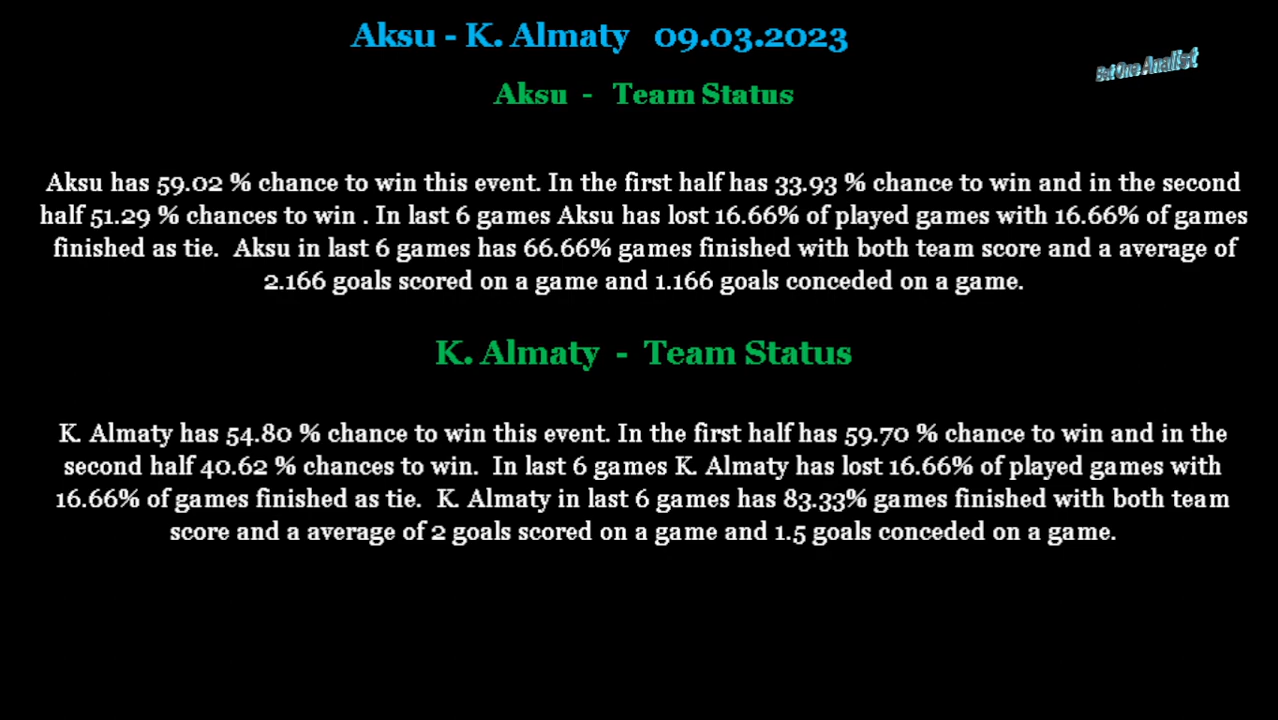 Aksu - K. Almaty 09.03.2023
Bet One Analist
Aksu - Team Status
Aksu has 59.02 % chance to win this event. In the first half has 33.93 % chance to win and in the second
half 51.29 % chances to win . In last 6 games Aksu has lost 16.66% of played games with 16.66% of games
finished as tie. Aksu in last 6 games has 66.66% games finished with both team score and a average of
2.166 goals scored on a game and 1.166 goals conceded on a game.
K. Almaty - Team Status
K. Almaty has 54.80 % chance to win this event. In the first half has 59.70 % chance to win and in the
second half 40.62 % chances to win. In last 6 games K. Almaty has lost 16.66% of played games with
16.66% of games finished as tie. K. Almaty in last 6 games has 83.33% games finished with both team
score and a average of 2 goals scored on a game and 1.5 goals conceded on a game.